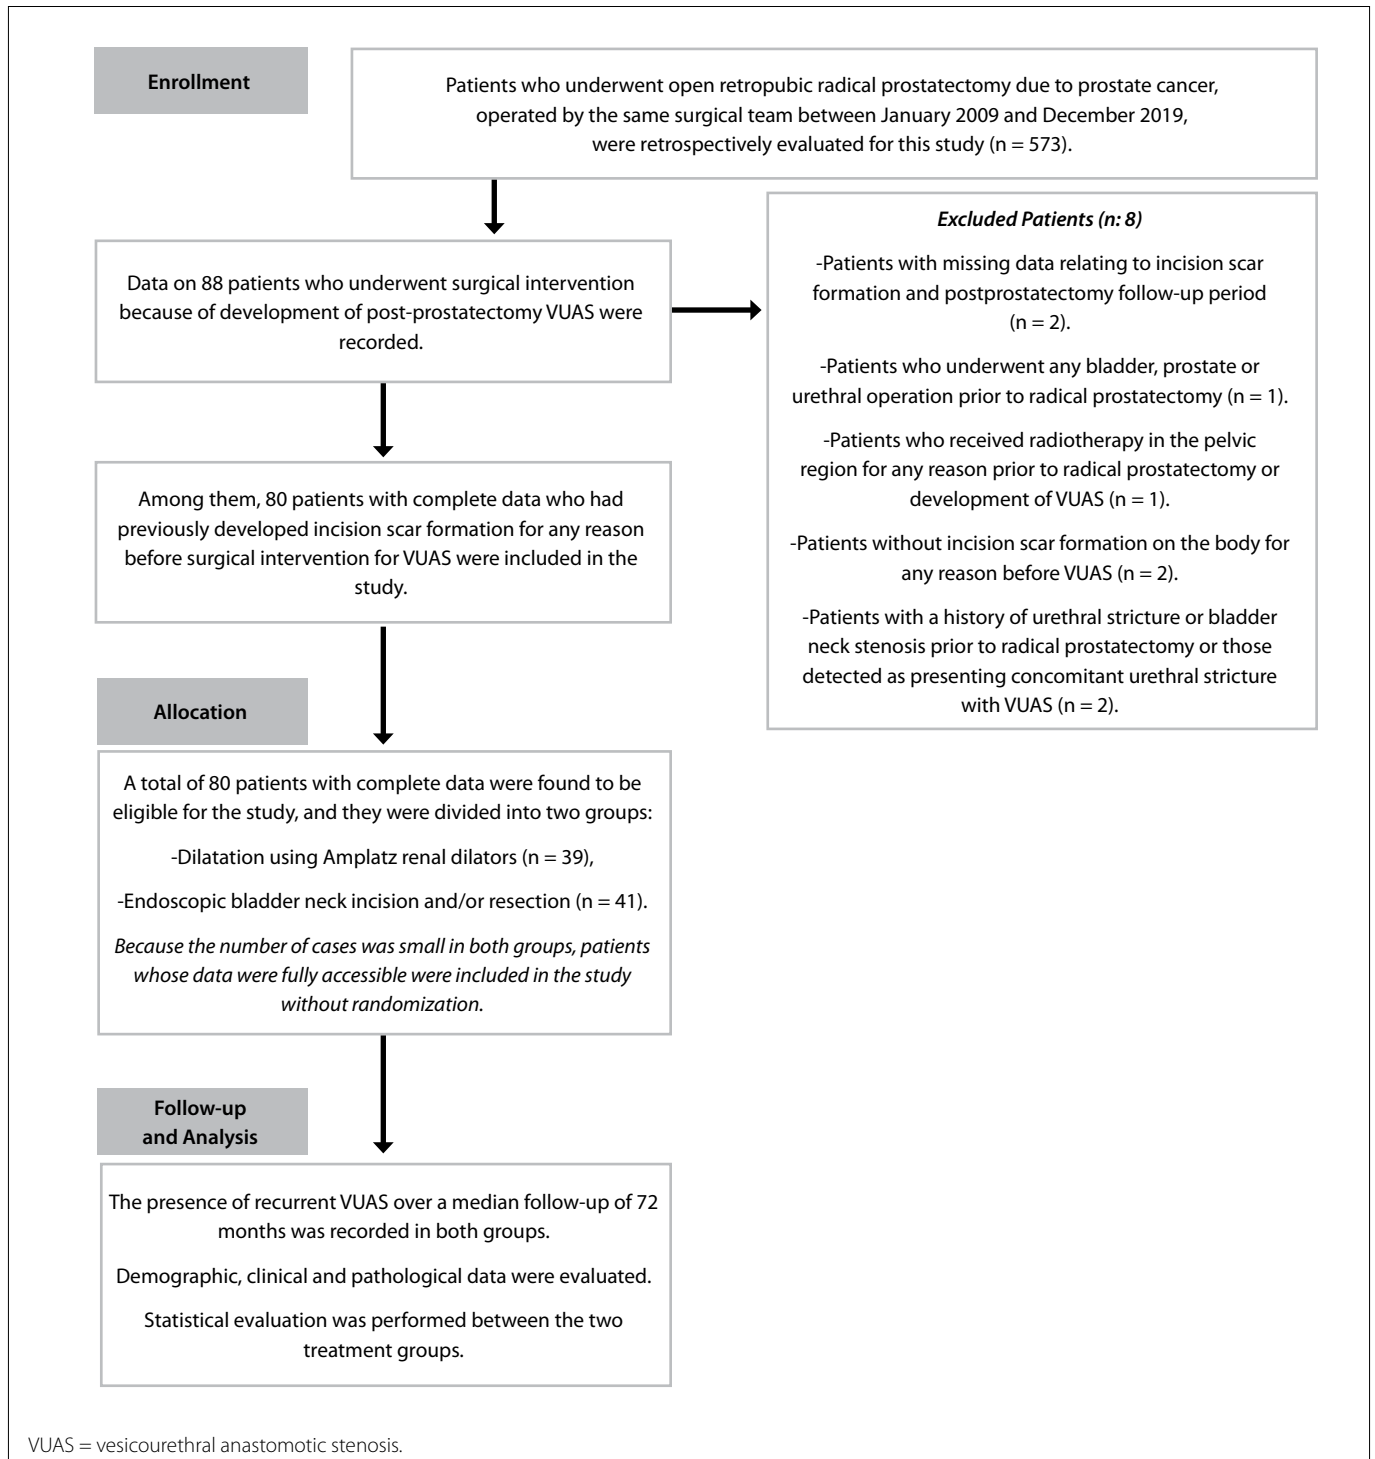 Enrollment
Patients who underwent open retropubic radical prostatectomy due to prostate cancer,
operated by the same surgical team between January 2009 and December 2019,
were retrospectively evaluated for this study (n = 573).
Data on 88 patients who underwent surgical intervention
because of development of post-prostatectomy VUAS were
recorded.
Excluded Patients (n: 8)
-Patients with missing data relating to incision scar
formation and postprostatectomy follow-up period
(n = 2).
-Patients who underwent any bladder, prostate or
urethral operation prior to radical prostatectomy (n = 1).
-Patients who received radiotherapy in the pelvic
region for any reason prior to radical prostatectomy or
development of VUAS (n = 1).
-Patients without incision scar formation on the body for
any reason before VUAS (n = 2).
-Patients with a history of urethral stricture or bladder
neck stenosis prior to radical prostatectomy or those
detected as presenting concomitant urethral stricture
with VUAS (n = 2).
Among them, 80 patients with complete data who had
previously developed incision scar formation for any reason
before surgical intervention for VUAS were included in the
study.
Allocation
A total of 80 patients with complete data were found to be
eligible for the study, and they were divided into two groups:
-Dilatation using Amplatz renal dilators (n = 39),
-Endoscopic bladder neck incision and/or resection (n = 41).
Because the number of cases was small in both groups, patients
whose data were fully accessible were included in the study
without randomization.
Follow-up
and Analysis
The presence of recurrent VUAS over a median follow-up of 72
months was recorded in both groups.
Demographic, clinical and pathological data were evaluated.
Statistical evaluation was performed between the two
treatment groups.
VUAS = vesicourethral anastomotic stenosis.